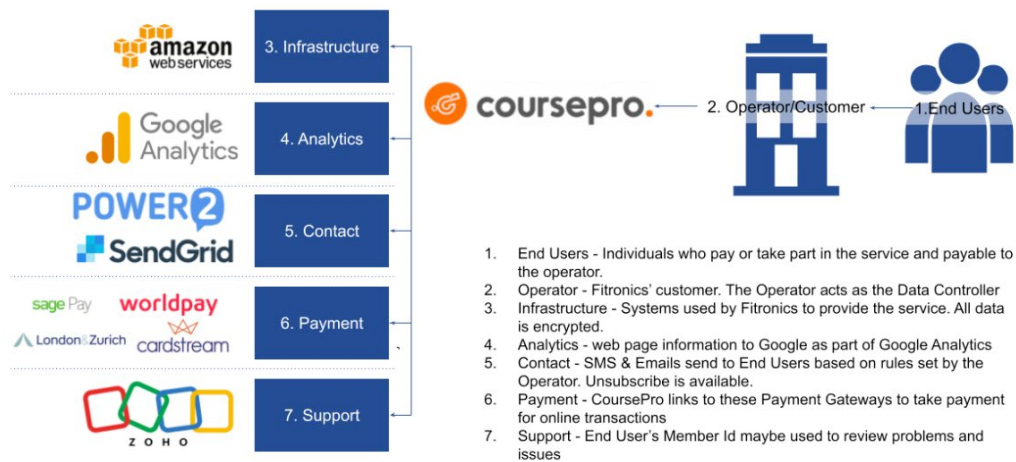 amazon
webservices
3. Infrastructure
Google
Analytics
4. Analytics
POWER2
SendGrid
5. Contact
sage Pay
worldpay
London&Zurich
cardstream
6. Payment
ZOHO
7. Support
coursepro.
2. Operator/Customer
1.End Users
1. End Users - Individuals who pay or take part in the service and payable to
the operator.
2. Operator - Fitronics’ customer. The Operator acts as the Data Controller
3. Infrastructure - Systems used by Fitronics to provide the service. All data
is encrypted.
4. Analytics - web page information to Google as part of Google Analytics
5. Contact - SMS & Emails send to End Users based on rules set by the
Operator. Unsubscribe is available.
6. Payment - CoursePro links to these Payment Gateways to take payment
for online transactions
7. Support - End User’s Member Id maybe used to review problems and
issues